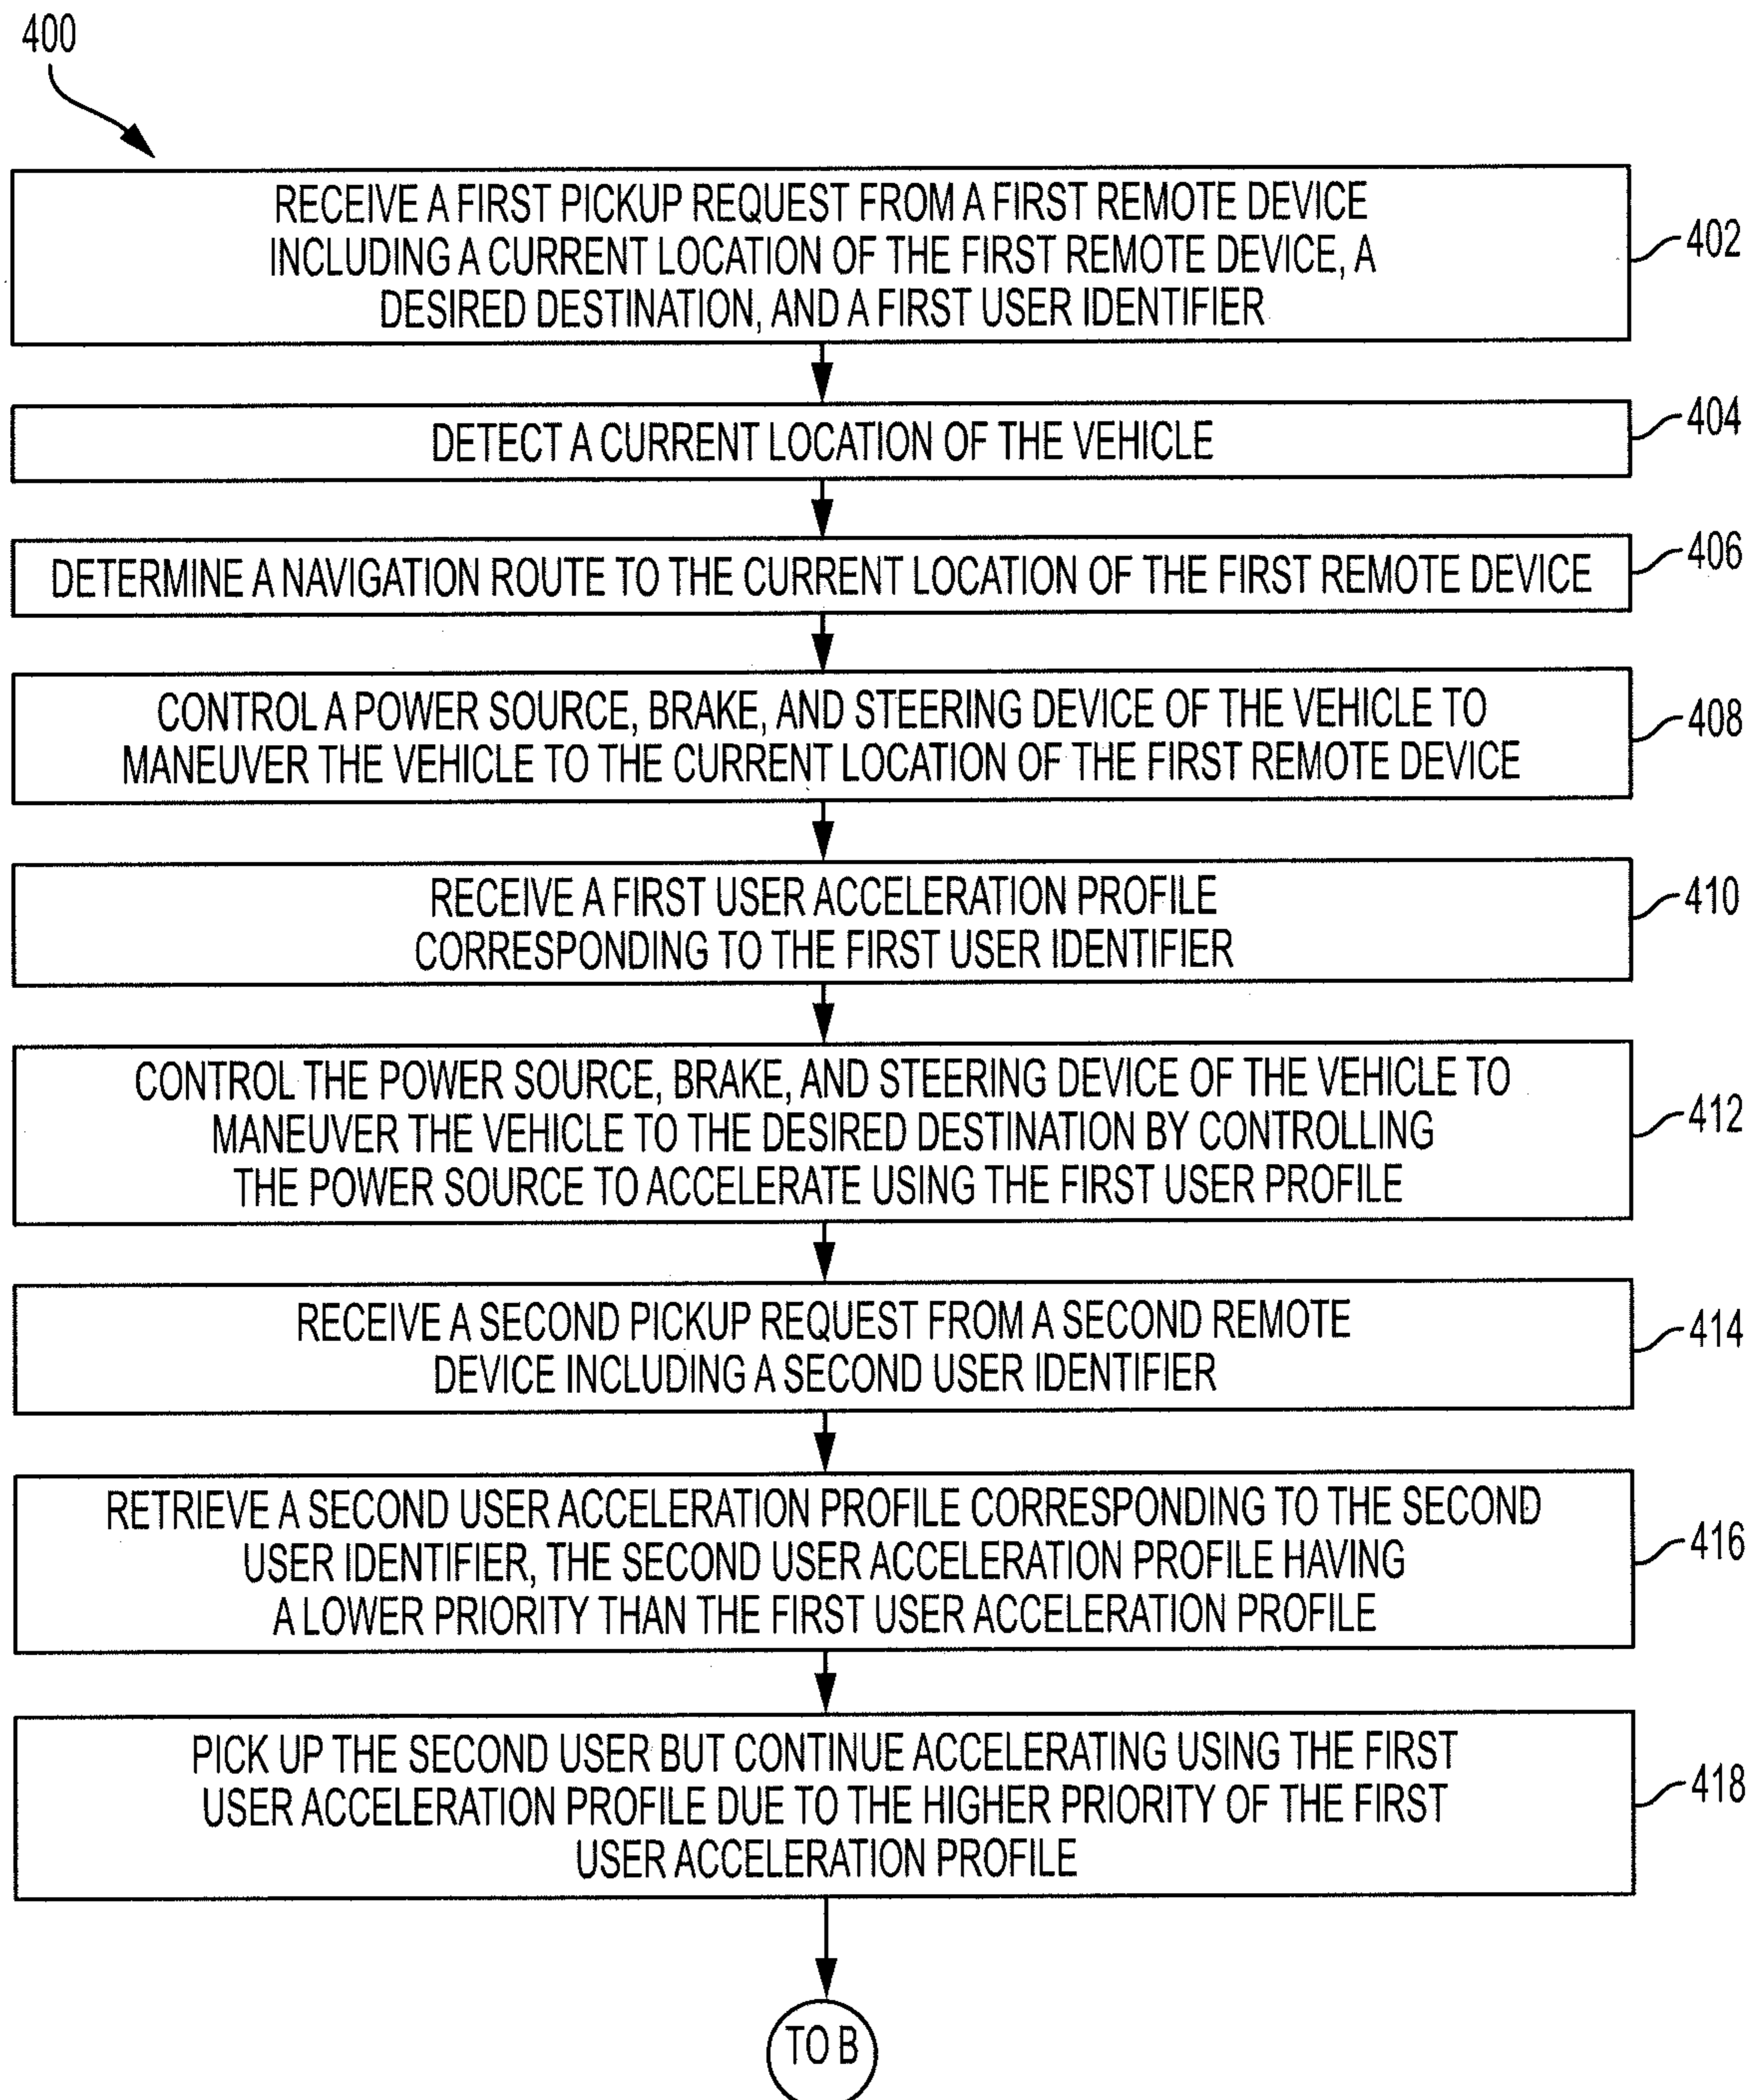 400
RECEIVE A FIRST PICKUP REQUEST FROM A FIRST REMOTE DEVICE
INCLUDING A CURRENT LOCATION OF THE FIRST REMOTE DEVICE, A
DESIRED DESTINATION, AND A FIRST USER IDENTIFIER
402
DETECT A CURRENT LOCATION OF THE VEHICLE
404
DETERMINE A NAVIGATION ROUTE TO THE CURRENT LOCATION OF THE FIRST REMOTE DEVICE
406
CONTROL A POWER SOURCE, BRAKE, AND STEERING DEVICE OF THE VEHICLE TO
MANEUVER THE VEHICLE TO THE CURRENT LOCATION OF THE FIRST REMOTE DEVICE
408
RECEIVE A FIRST USER ACCELERATION PROFILE
CORRESPONDING TO THE FIRST USER IDENTIFIER
410
CONTROL THE POWER SOURCE, BRAKE, AND STEERING DEVICE OF THE VEHICLE TO
MANEUVER THE VEHICLE TO THE DESIRED DESTINATION BY CONTROLLING
THE POWER SOURCE TO ACCELERATE USING THE FIRST USER PROFILE
412
RECEIVE A SECOND PICKUP REQUEST FROM A SECOND REMOTE
DEVICE INCLUDING A SECOND USER IDENTIFIER
414
RETRIEVE A SECOND USER ACCELERATION PROFILE CORRESPONDING TO THE SECOND
USER IDENTIFIER, THE SECOND USER ACCELERATION PROFILE HAVING
A LOWER PRIORITY THAN THE FIRST USER ACCELERATION PROFILE
416
PICK UP THE SECOND USER BUT CONTINUE ACCELERATING USING THE FIRST
USER ACCELERATION PROFILE DUE TO THE HIGHER PRIORITY OF THE FIRST
USER ACCELERATION PROFILE
418
TO B